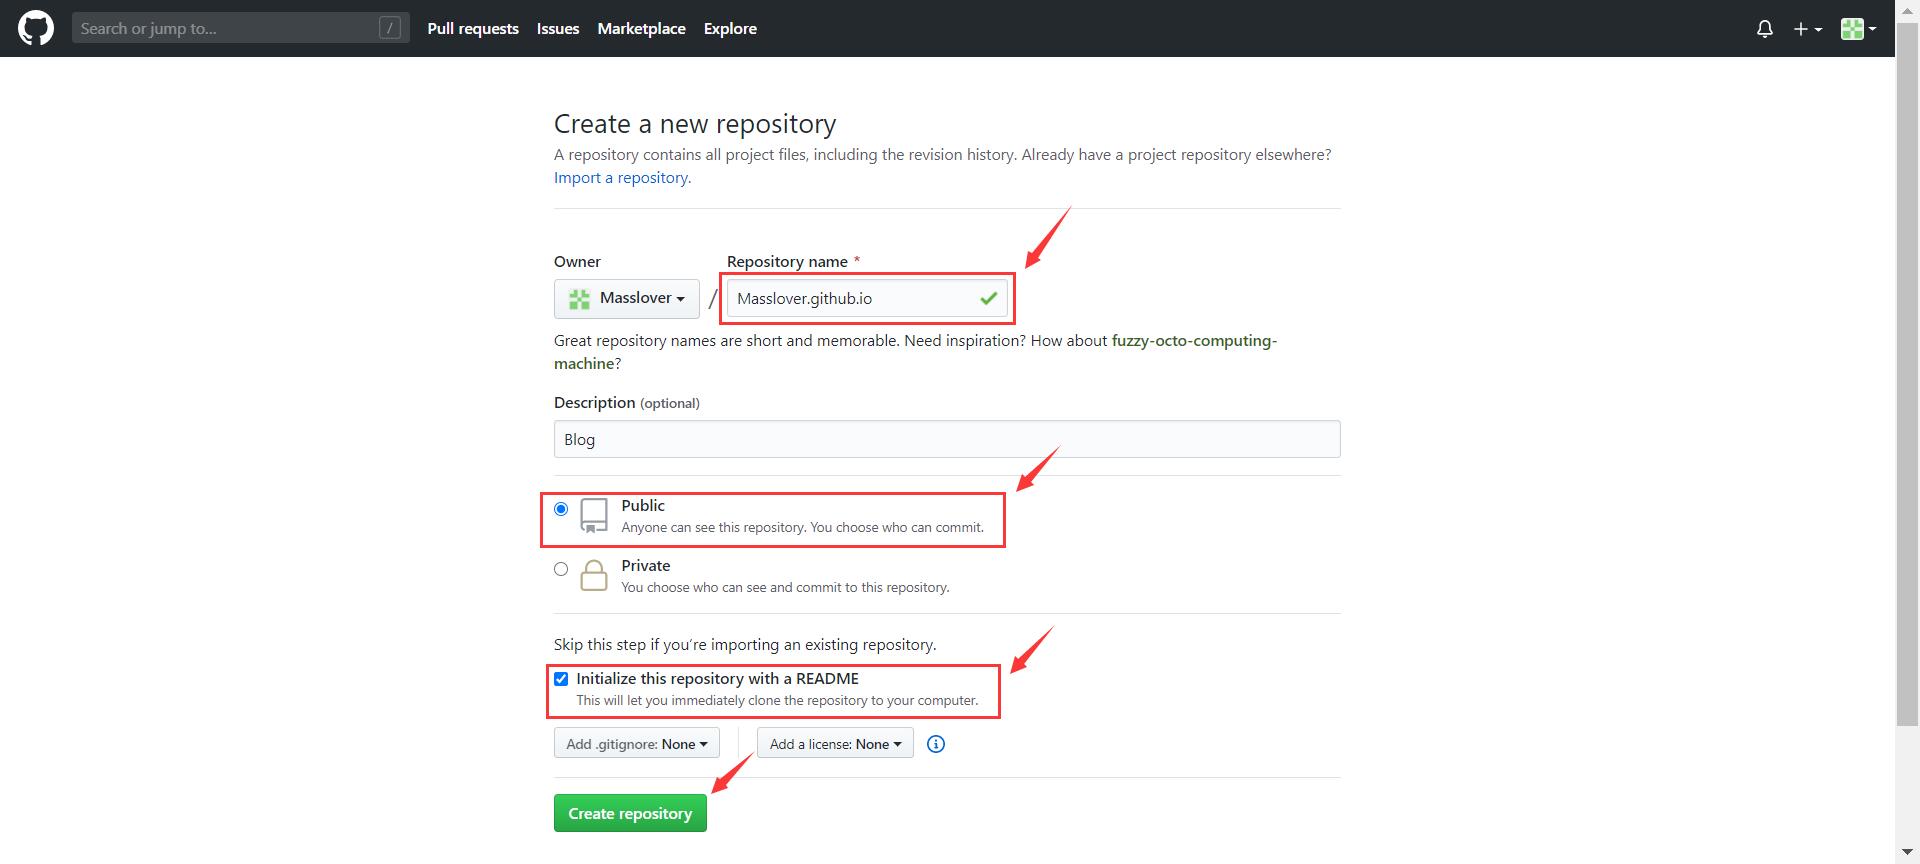 Search or jump to... / Pull requests Issues Marketplace Explore
Create a new repository
A repository contains all project files, including the revision history. Already have a project repository elsewhere?
Import a repository.
Owner Repository name *
Masslover / Masslover.github.io
Great repository names are short and memorable. Need inspiration? How about fuzzy-octo-computing-
machine?
Description (optional)
Blog
Public
Anyone can see this repository. You choose who can commit.
Private
You choose who can see and commit to this repository.
Skip this step if you’re importing an existing repository.
Initialize this repository with a README
This will let you immediately clone the repository to your computer.
Add .gitignore: None Add a license: None
Create repository